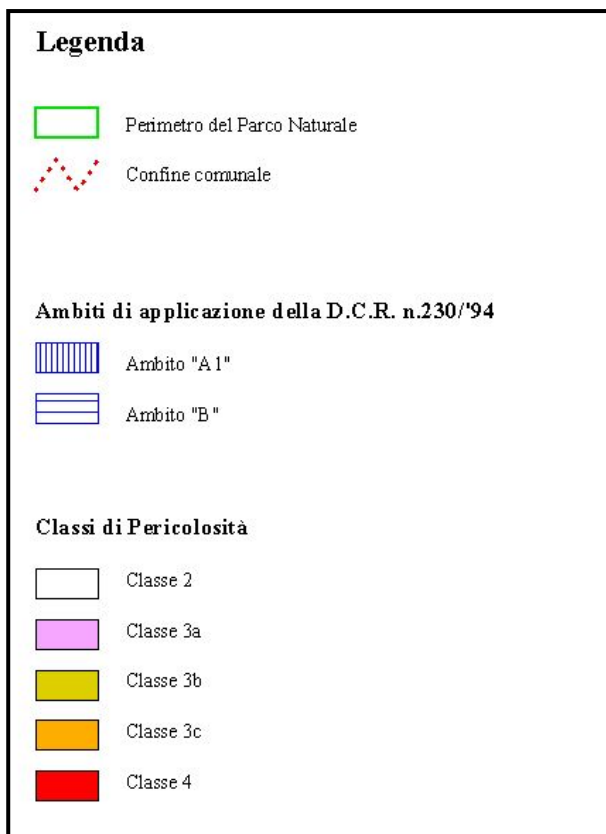 Legenda
Perimetro del Parco Naturale
Confine comunale
Ambiti di applicazione della D.C.R. n.230/'94
Ambito "A1"
Ambito "B"
Classi di Pericolosità
Classe 2
Classe 3a
Classe 3b
Classe 3c
Classe 4